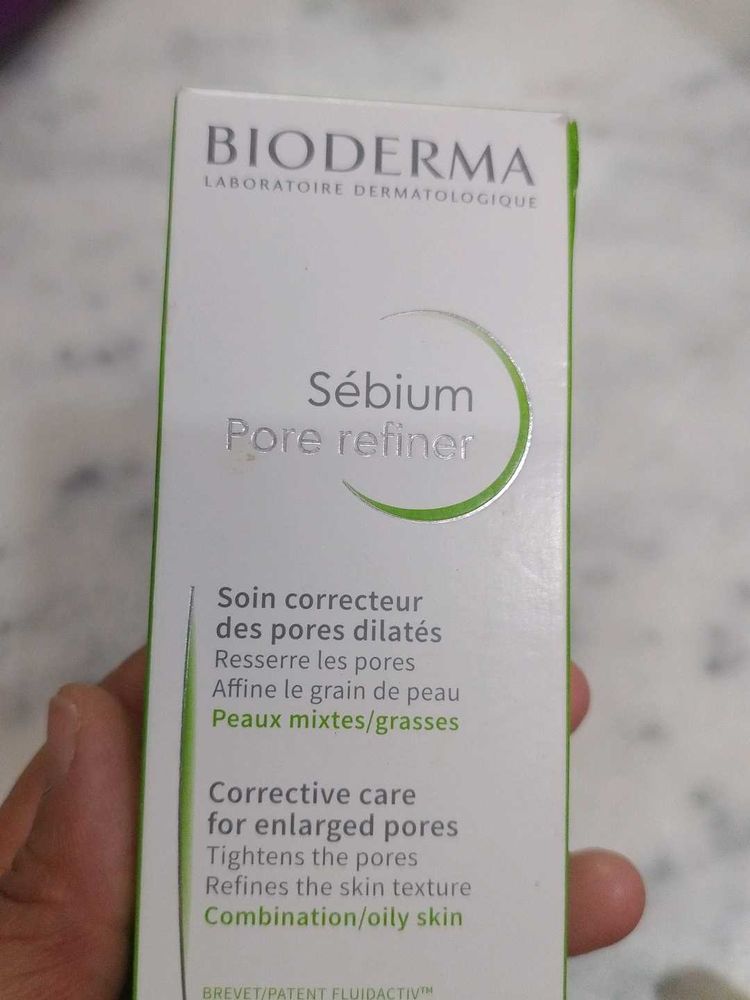 BIODERMA
LABORATOIRE DERMATOLOGIQUE
Sébium
Pore refiner
Soin correcteur
des pores dilatés
Resserre les pores
Affine le grain de peau
Peaux mixtes/grasses
Corrective care
for enlarged pores
Tightens the pores
Refines the skin texture
Combination/oily skin
BREVET/PATENT FLUIDACTIV™